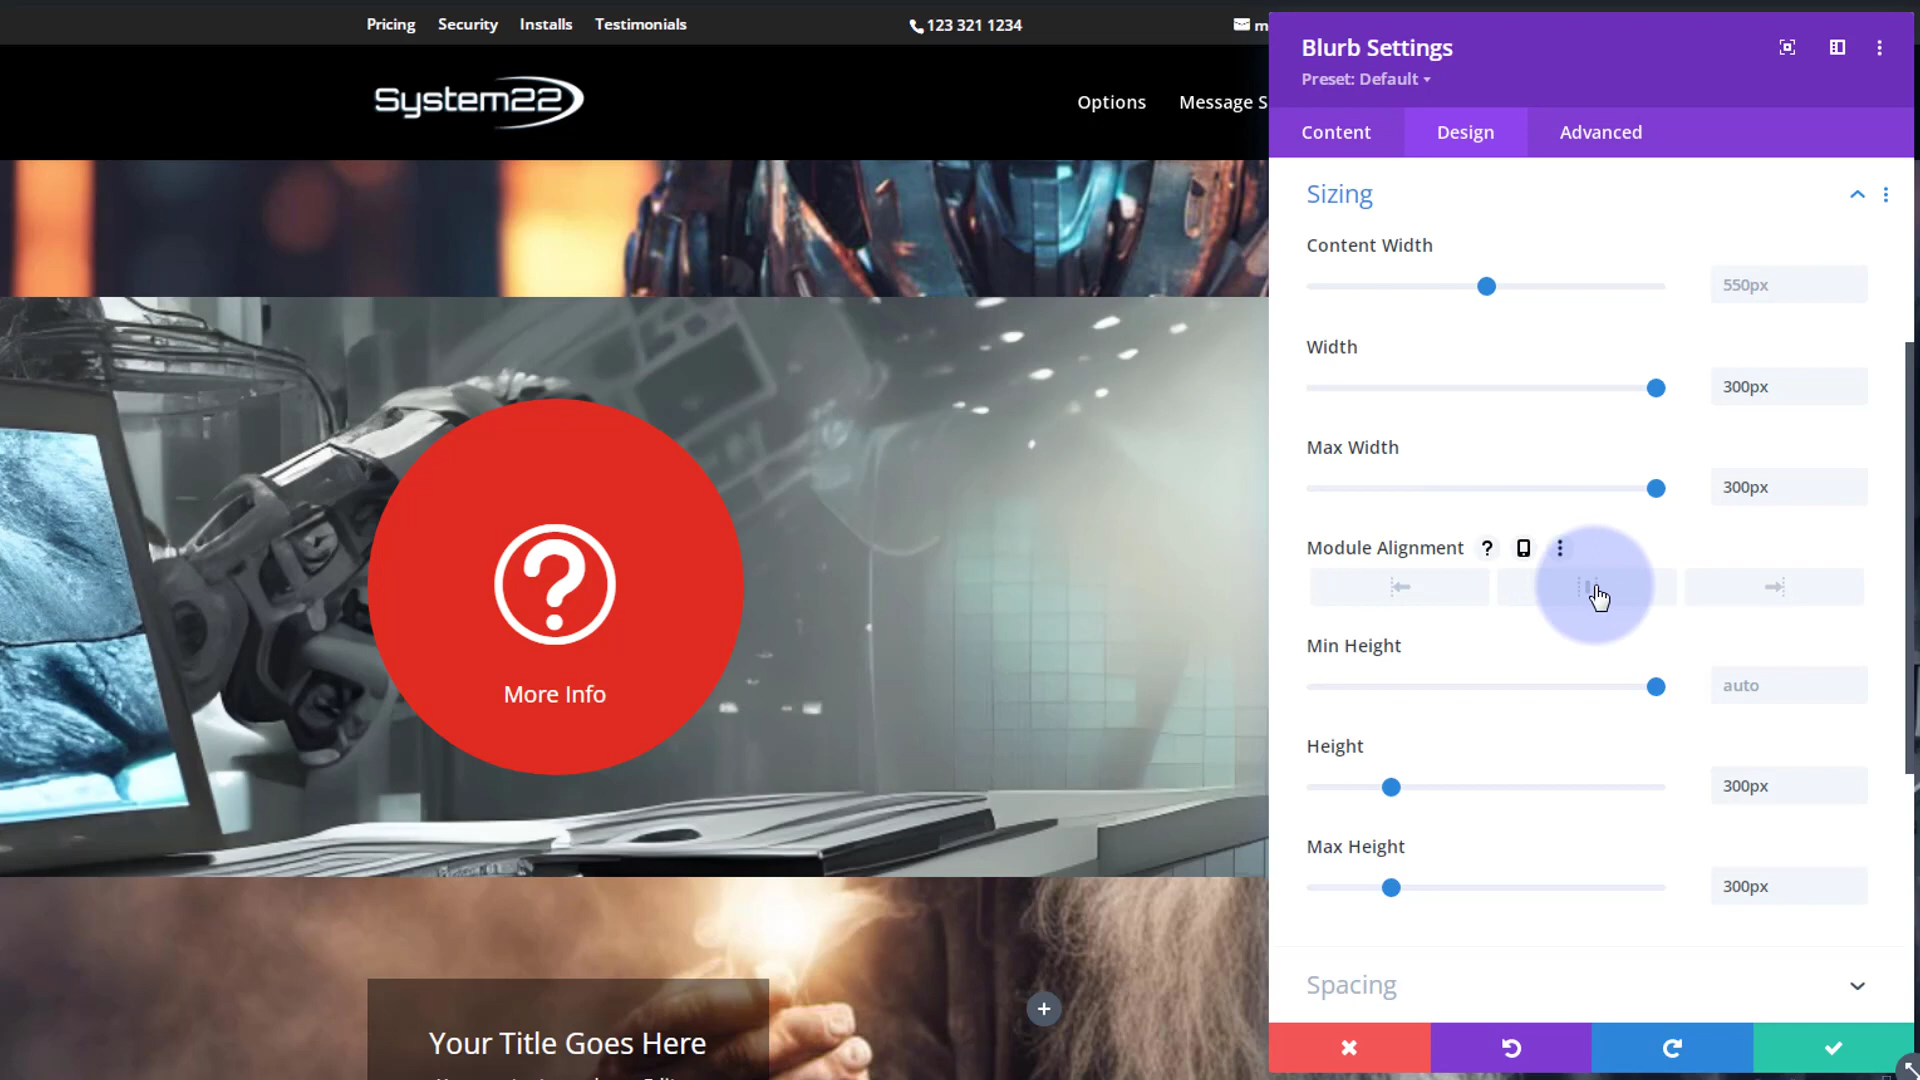 Pricing Security Installs Testimonials
123 321 1234
System22
Options Message S
Blurb Settings
Preset: Default
Content Design Advanced
Sizing
Content Width
550px
Width
300px
Max Width
300px
Module Alignment ?
Min Height
auto
Height
300px
Max Height
300px
Spacing
?
More Info
Your Title Goes Here